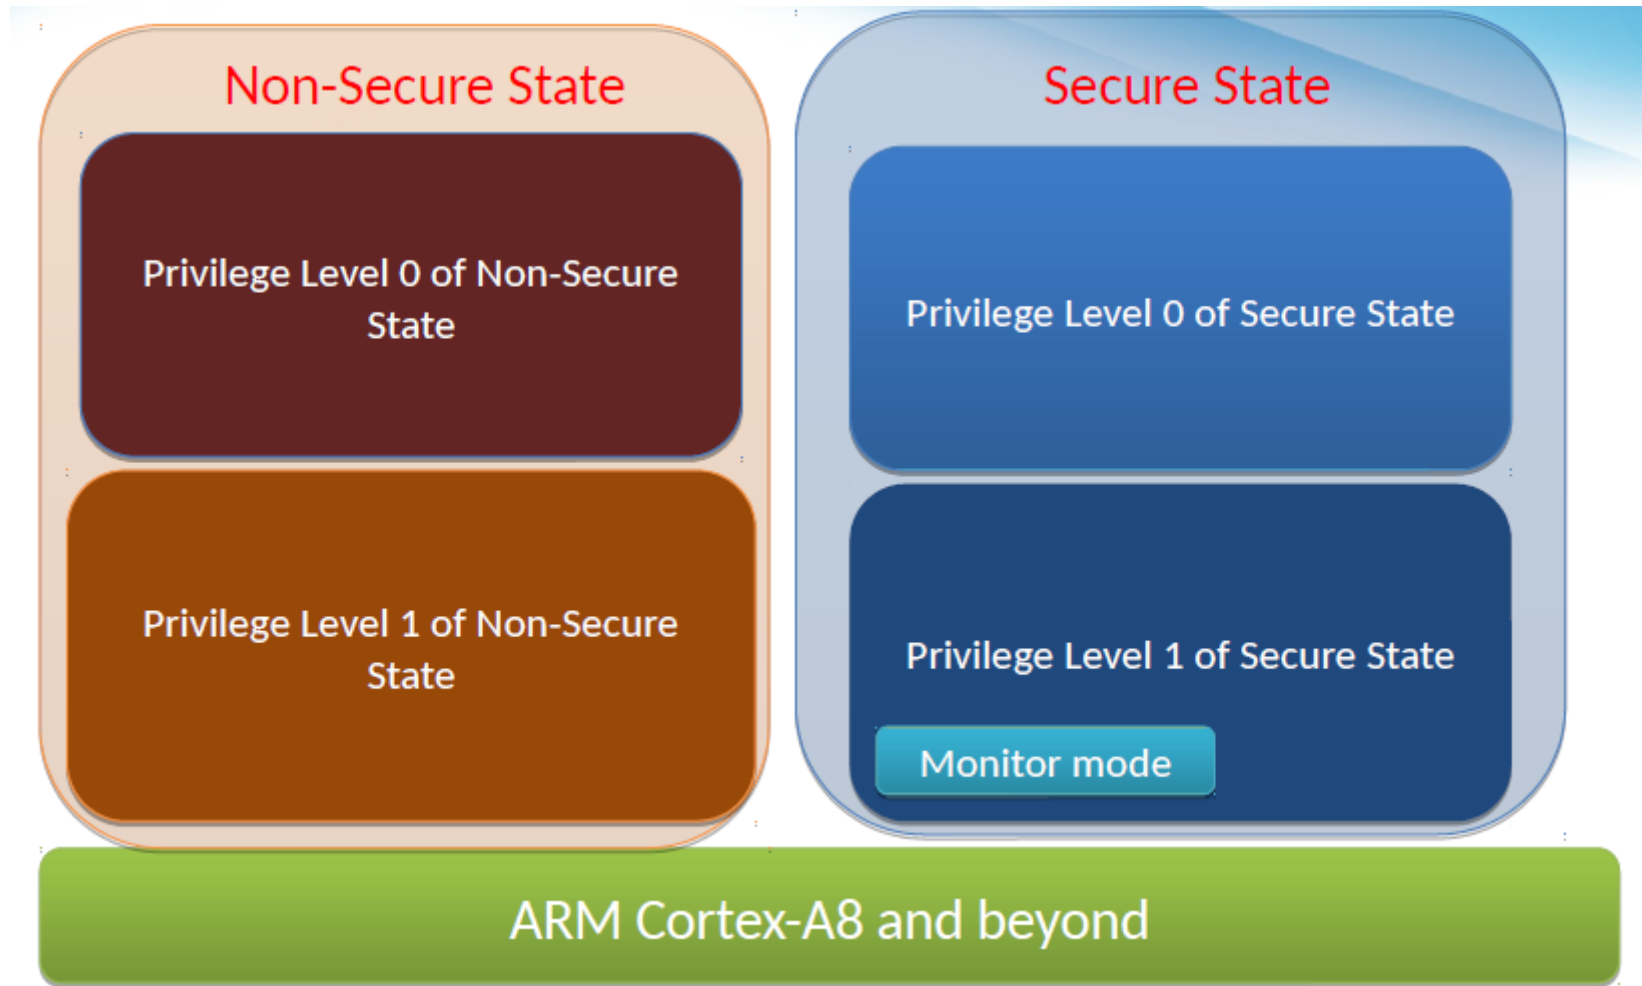 Non-Secure State
Privilege Level 0 of Non-Secure
State
Privilege Level 1 of Non-Secure
State
Secure State
Privilege Level 0 of Secure State
Privilege Level 1 of Secure State
Monitor mode
ARM Cortex-A8 and beyond